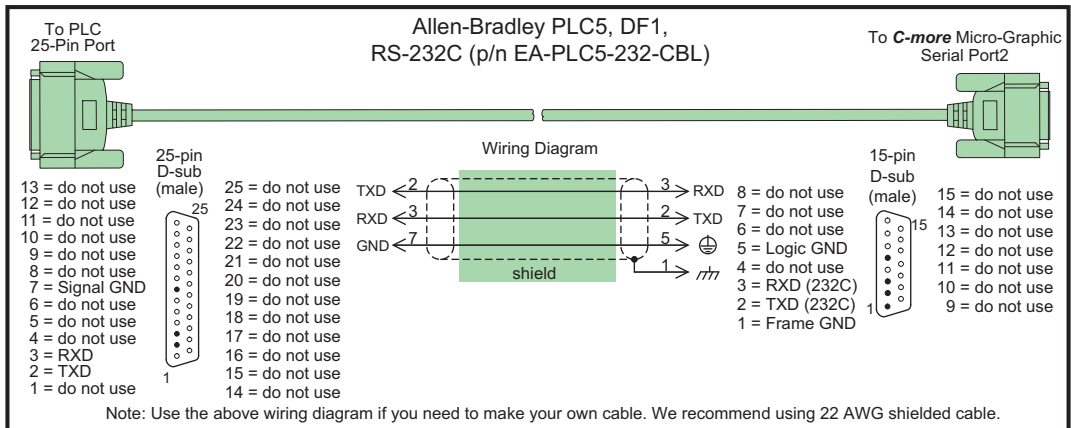 Allen-Bradley PLC5, DF1,
RS-232C (p/n EA-PLC5-232-CBL)
To PLC
25-Pin Port
To C-more Micro-Graphic
Serial Port2
Wiring Diagram
25-pin
D-sub
(male)
13 = do not use
12 = do not use
11 = do not use
10 = do not use
9 = do not use
8 = do not use
7 = Signal GND
6 = do not use
5 = do not use
4 = do not use
3 = RXD
2 = TXD
1 = do not use
25
1
25 = do not use
24 = do not use
23 = do not use
22 = do not use
21 = do not use
20 = do not use
19 = do not use
18 = do not use
17 = do not use
16 = do not use
15 = do not use
14 = do not use
TXD 2 3 RXD
RXD 3 2 TXD
GND 7 5
1
shield
8 = do not use
7 = do not use
6 = do not use
5 = Logic GND
4 = do not use
3 = RXD (232C)
2 = TXD (232C)
1 = Frame GND
15-pin
D-sub
(male)
15
1
15 = do not use
14 = do not use
13 = do not use
12 = do not use
11 = do not use
10 = do not use
9 = do not use
Note: Use the above wiring diagram if you need to make your own cable. We recommend using 22 AWG shielded cable.